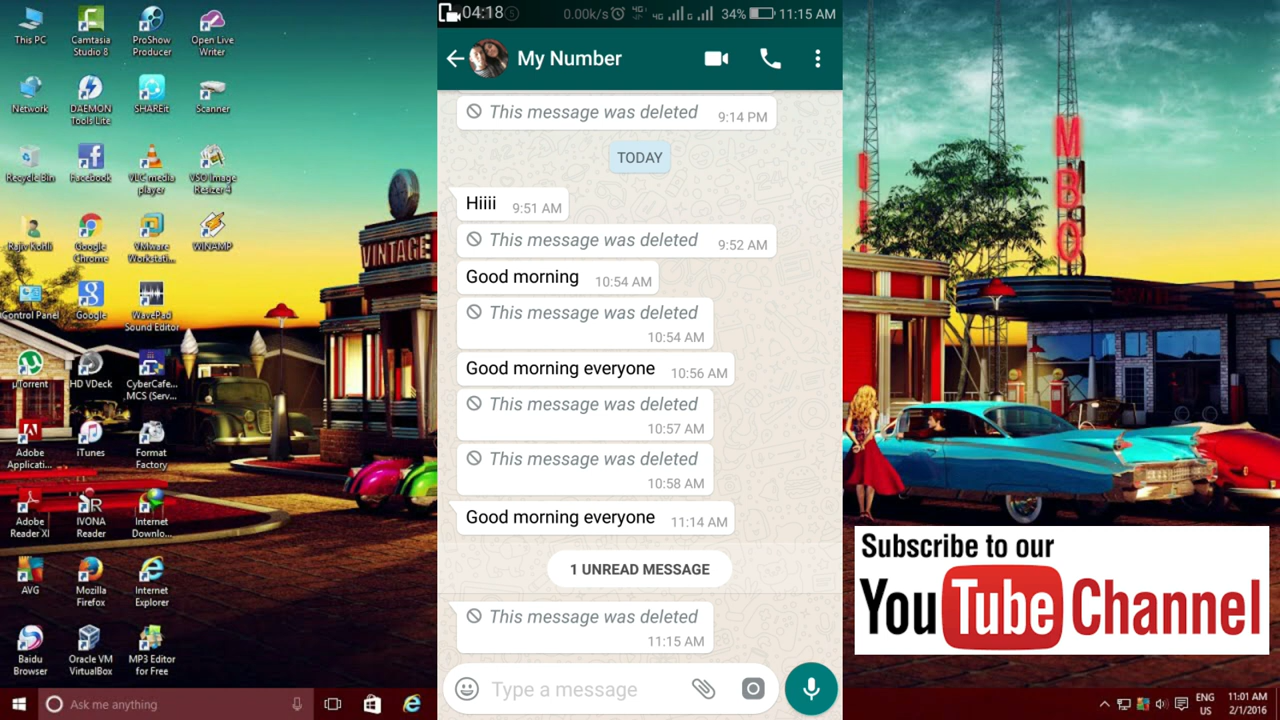 This PC
Camtasia
Studio 8
ProShow
Producer
Open Live
Writer
Network
DAEMON
Tools Lite
SHAREit
Scanner
Recycle Bin
Facebook
VLC media
player
VSO Image
Resizer 4
Rajiv Kohli
Google
Chrome
VMware
Workstati...
WINAMP
Control Panel
Google
WavePad
Sound Editor
µTorrent
HD VDeck
CyberCafe...
MCS (Serv...
Adobe
Applicati...
iTunes
Format
Factory
Adobe
Reader XI
IVONA
Reader
Internet
Downlo...
AVG
Mozilla
Firefox
Internet
Explorer
Baidu
Browser
Oracle VM
VirtualBox
MP3 Editor
for Free
Ask me anything
VINTAGE
04:18
0.00k/s 4G 4G G 34% 11:15 AM
My Number
This message was deleted 9:14 PM
TODAY
Hiiii 9:51 AM
This message was deleted 9:52 AM
Good morning 10:54 AM
This message was deleted
10:54 AM
Good morning everyone 10:56 AM
This message was deleted
10:57 AM
This message was deleted
10:58 AM
Good morning everyone 11:14 AM
1 UNREAD MESSAGE
This message was deleted
11:15 AM
Type a message
Subscribe to our
YouTube Channel
ENG
US
11:01 AM
2/1/2016